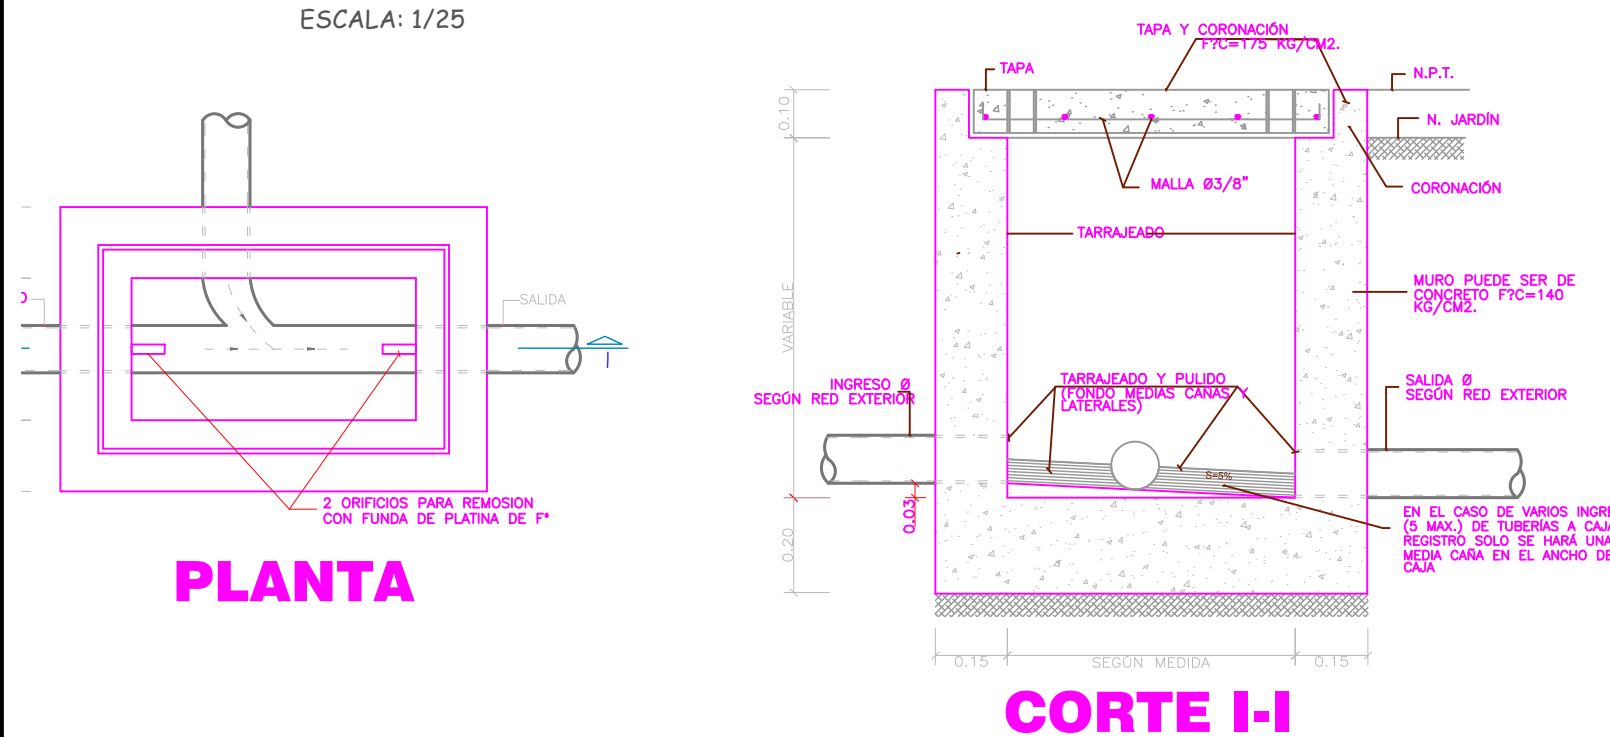 ESCALA: 1/25
SALIDA
I
2 ORIFICIOS PARA REMOSION
CON FUNDA DE PLATINA DE Fº
PLANTA
TAPA Y CORONACIÓN
F?C=175 KG/CM2.
TAPA
N.P.T.
0.10
N. JARDÍN
MALLA Ø3/8"
CORONACIÓN
TARRAJEADO
MURO PUEDE SER DE
CONCRETO F?C=140
KG/CM2.
VARIABLE
INGRESO Ø
SEGÚN RED EXTERIOR
TARRAJEADO Y PULIDO
(FONDO MEDIAS CAÑAS Y
LATERALES)
SALIDA Ø
SEGÚN RED EXTERIOR
S=5%
0.03
0.20
EN EL CASO DE VARIOS INGRE
(5 MAX.) DE TUBERÍAS A CAJA
REGISTRO SOLO SE HARÁ UNA
MEDIA CAÑA EN EL ANCHO DE
CAJA
0.15
SEGÚN MEDIDA
0.15
CORTE I-I